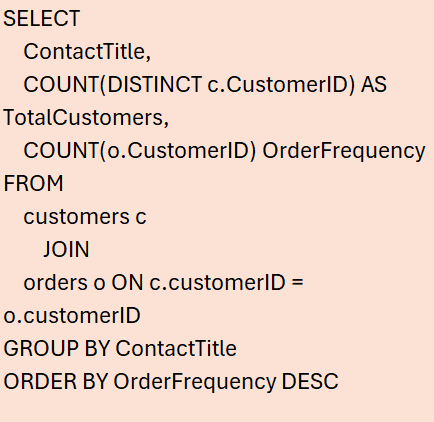 SELECT
ContactTitle,
COUNT(DISTINCT c.CustomerID) AS
TotalCustomers,
COUNT(o.CustomerID) OrderFrequency
FROM
customers c
JOIN
orders o ON c.customerID =
o.customerID
GROUP BY ContactTitle
ORDER BY OrderFrequency DESC